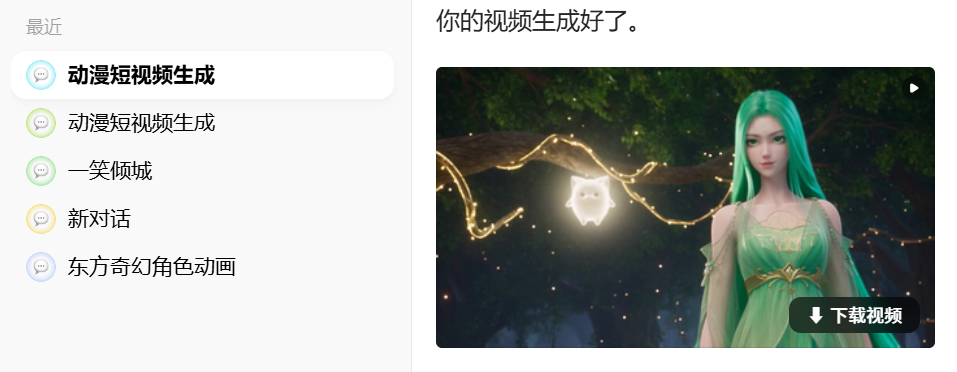 最近
动漫短视频生成
动漫短视频生成
一笑倾城
新对话
东方奇幻角色动画
你的视频生成好了。
下载视频